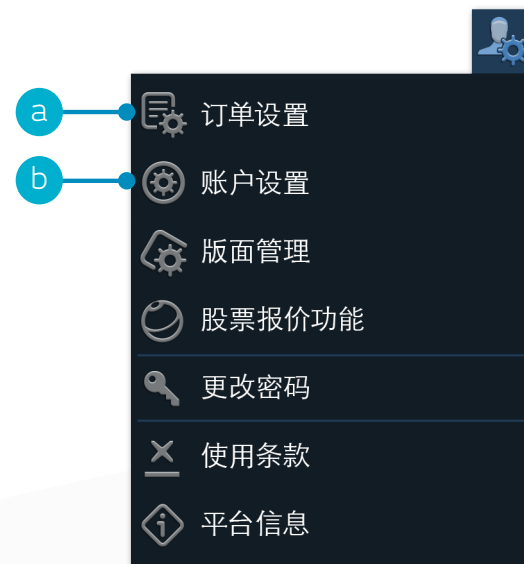 a 订单设置
b 账户设置
版面管理
股票报价功能
更改密码
使用条款
平台信息